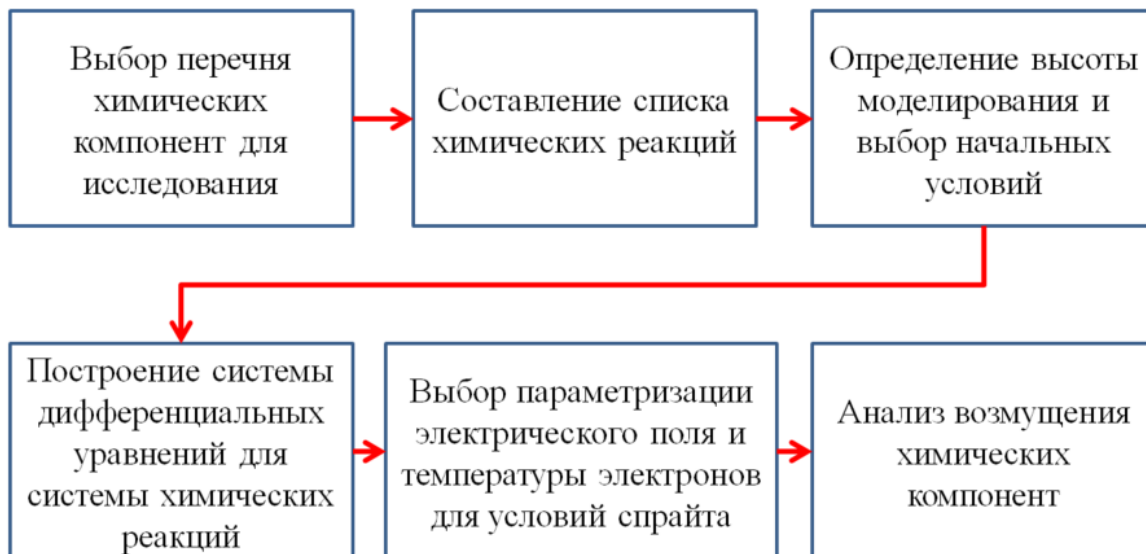 Выбор перечня
химических
компонент для
исследования
Составление списка
химических реакций
Определение высоты
моделирования и
выбор начальных
условий
Построение системы
дифференциальных
уравнений для
системы химических
реакций
Выбор параметризации
электрического поля и
температуры электронов
для условий спрайта
Анализ возмущения
химических
компонент